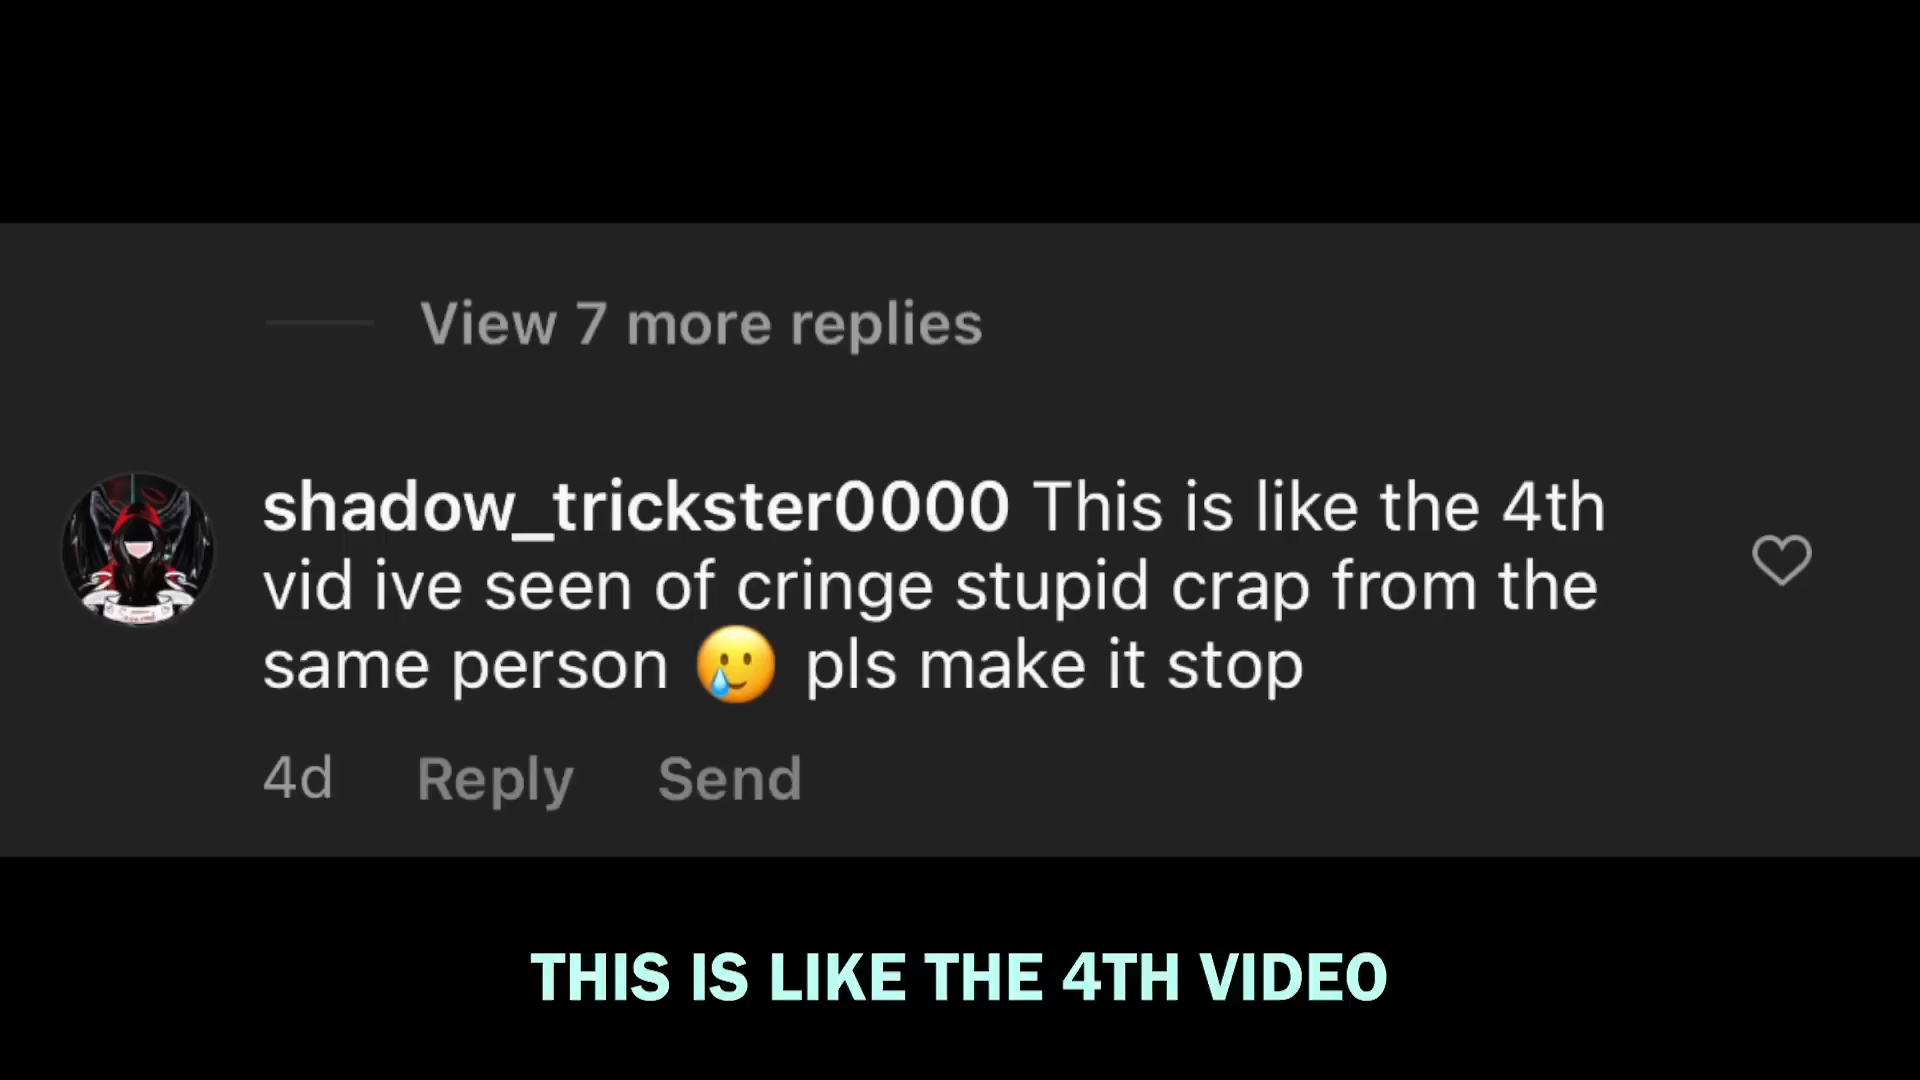 View 7 more replies
shadow_trickster0000 This is like the 4th
vid ive seen of cringe stupid crap from the
same person 🥲 pls make it stop
4d Reply Send
THIS IS LIKE THE 4TH VIDEO